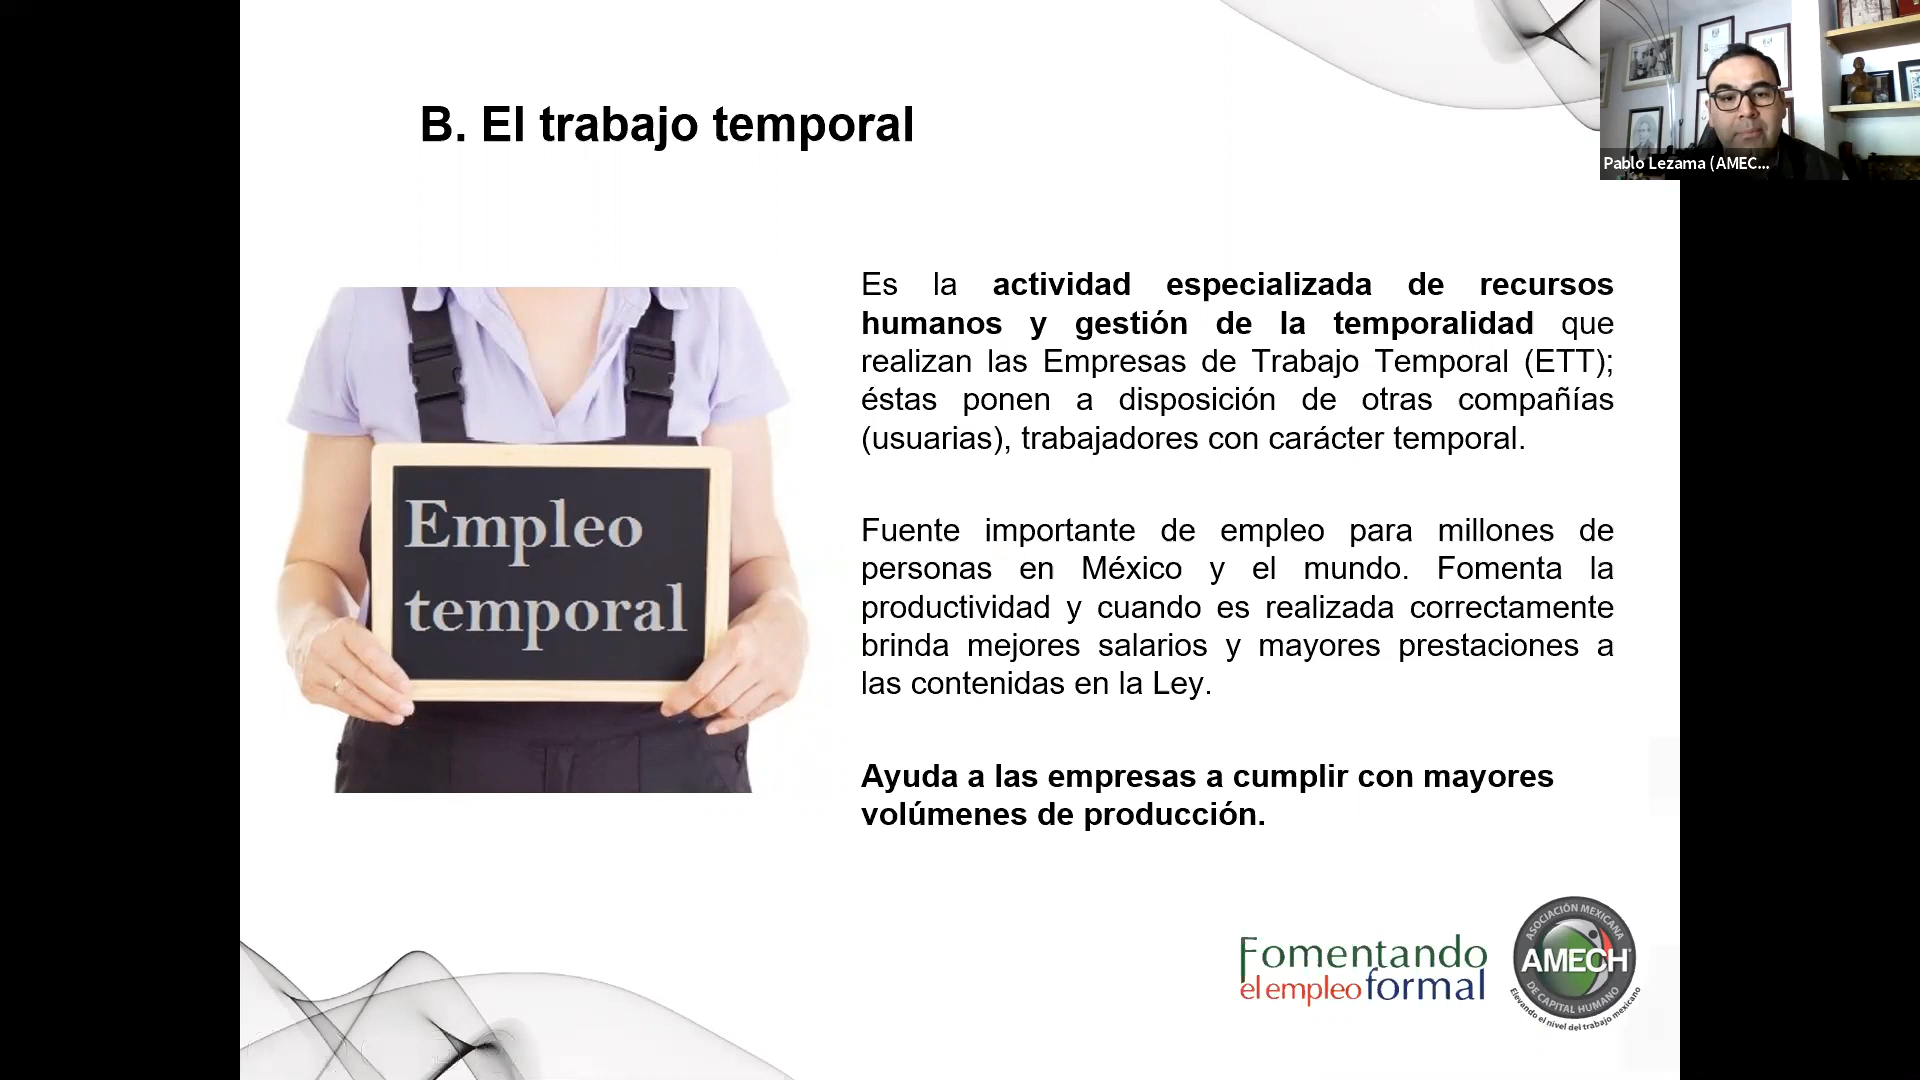 B. El trabajo temporal
Pablo Lezama (AMEC...
Es la actividad especializada de recursos
humanos y gestión de la temporalidad que
realizan las Empresas de Trabajo Temporal (ETT);
éstas ponen a disposición de otras compañías
(usuarias), trabajadores con carácter temporal.
Empleo
temporal
Fuente importante de empleo para millones de
personas en México y el mundo. Fomenta la
productividad y cuando es realizada correctamente
brinda mejores salarios y mayores prestaciones a
las contenidas en la Ley.
Ayuda a las empresas a cumplir con mayores
volúmenes de producción.
Fomentando
el empleo formal
ASOCIACIÓN MEXICANA
AMECH
DE CAPITAL HUMANO
Elevando el nivel del trabajo mexicano